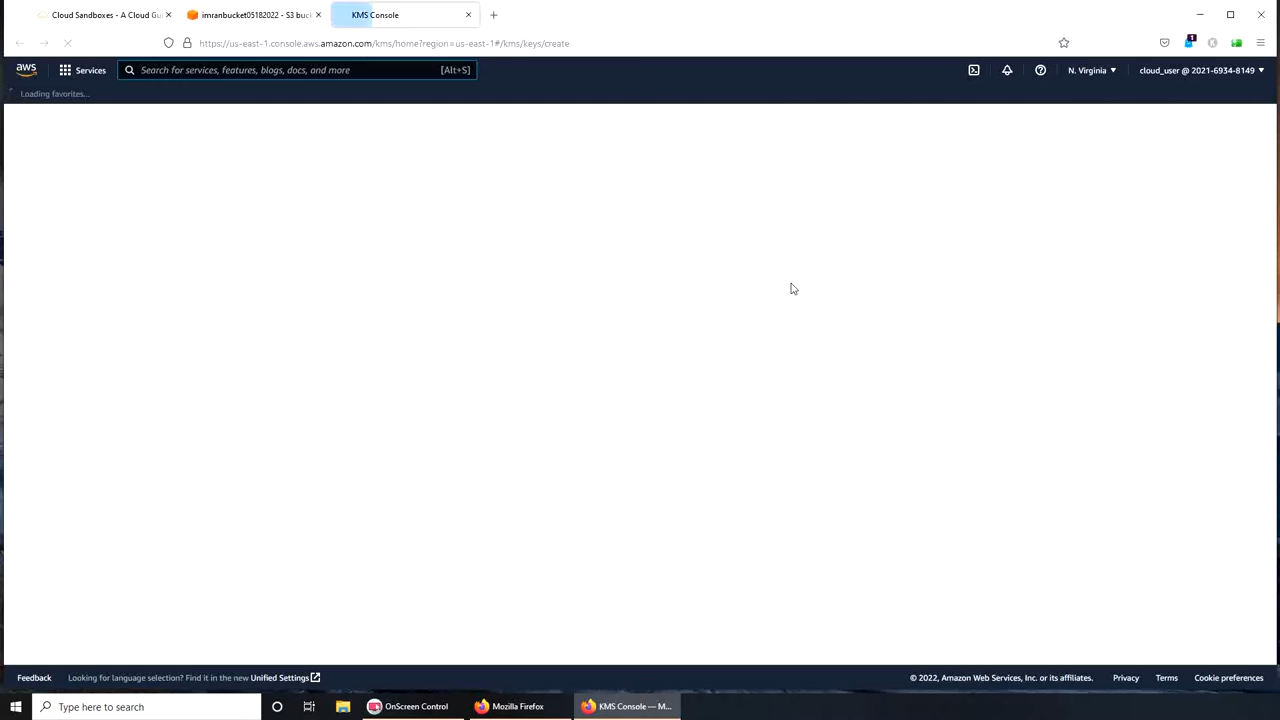 Cloud Sandboxes - A Cloud Gu
imranbucket05182022 - S3 buc
KMS Console
https://us-east-1.console.aws.amazon.com/kms/home?region=us-east-1#/kms/keys/create
1
aws
Services
Search for services, features, blogs, docs, and more
[Alt+S]
N. Virginia
cloud_user @ 2021-6934-8149
Loading favorites...
Feedback
Looking for language selection? Find it in the new Unified Settings
© 2022, Amazon Web Services, Inc. or its affiliates.
Privacy
Terms
Cookie preferences
Type here to search
OnScreen Control
Mozilla Firefox
KMS Console — M...